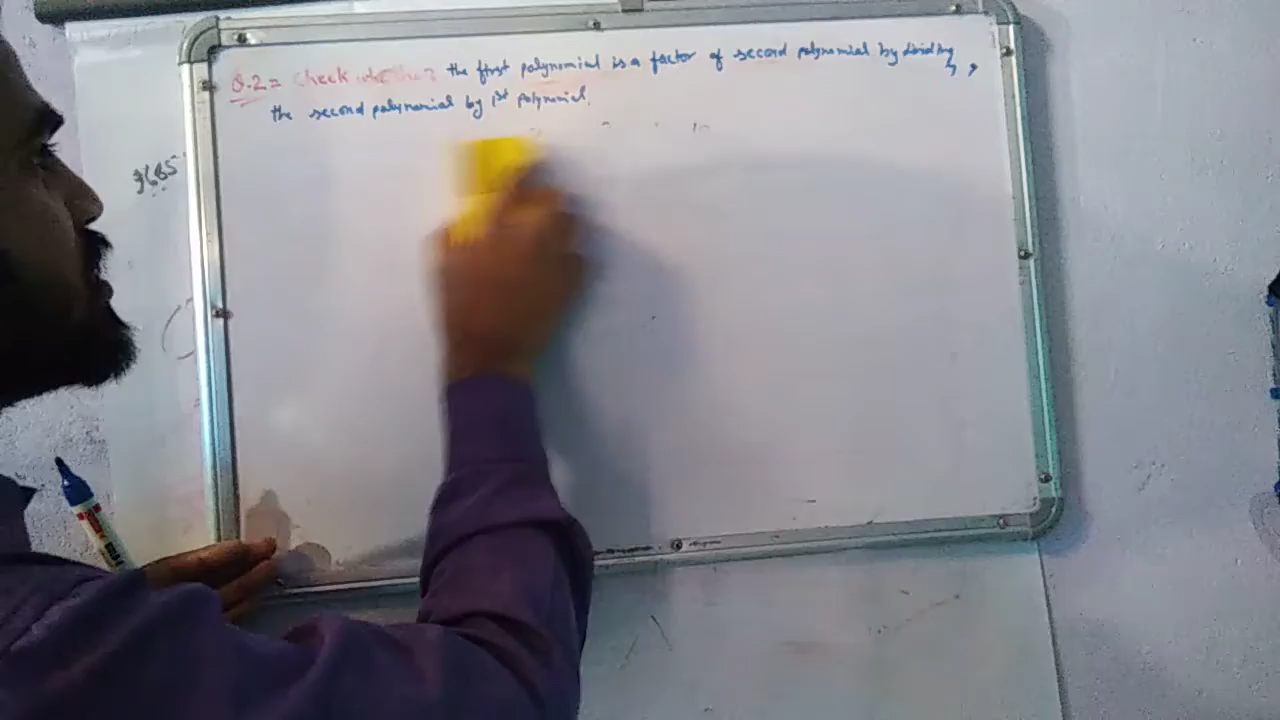 Q.2 = Check whether the first polynomial is a factor of second polynomial by dividing,
the second polynomial by 1st polynomial.
3685